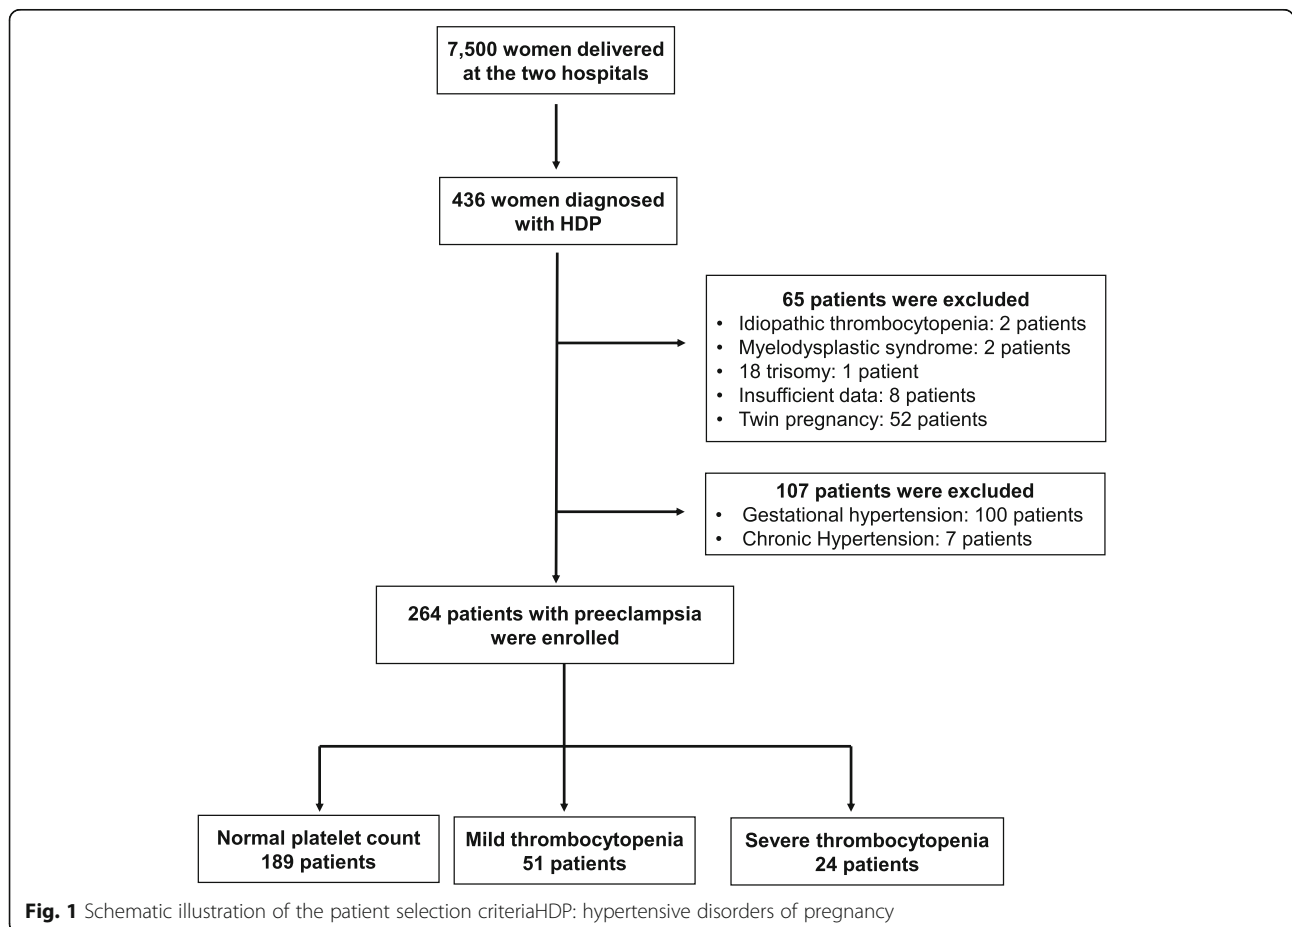 7,500 women delivered
at the two hospitals
436 women diagnosed
with HDP
65 patients were excluded
• Idiopathic thrombocytopenia: 2 patients
• Myelodysplastic syndrome: 2 patients
• 18 trisomy: 1 patient
• Insufficient data: 8 patients
• Twin pregnancy: 52 patients
107 patients were excluded
• Gestational hypertension: 100 patients
• Chronic Hypertension: 7 patients
264 patients with preeclampsia
were enrolled
Normal platelet count
189 patients
Mild thrombocytopenia
51 patients
Severe thrombocytopenia
24 patients
Fig. 1 Schematic illustration of the patient selection criteriaHDP: hypertensive disorders of pregnancy